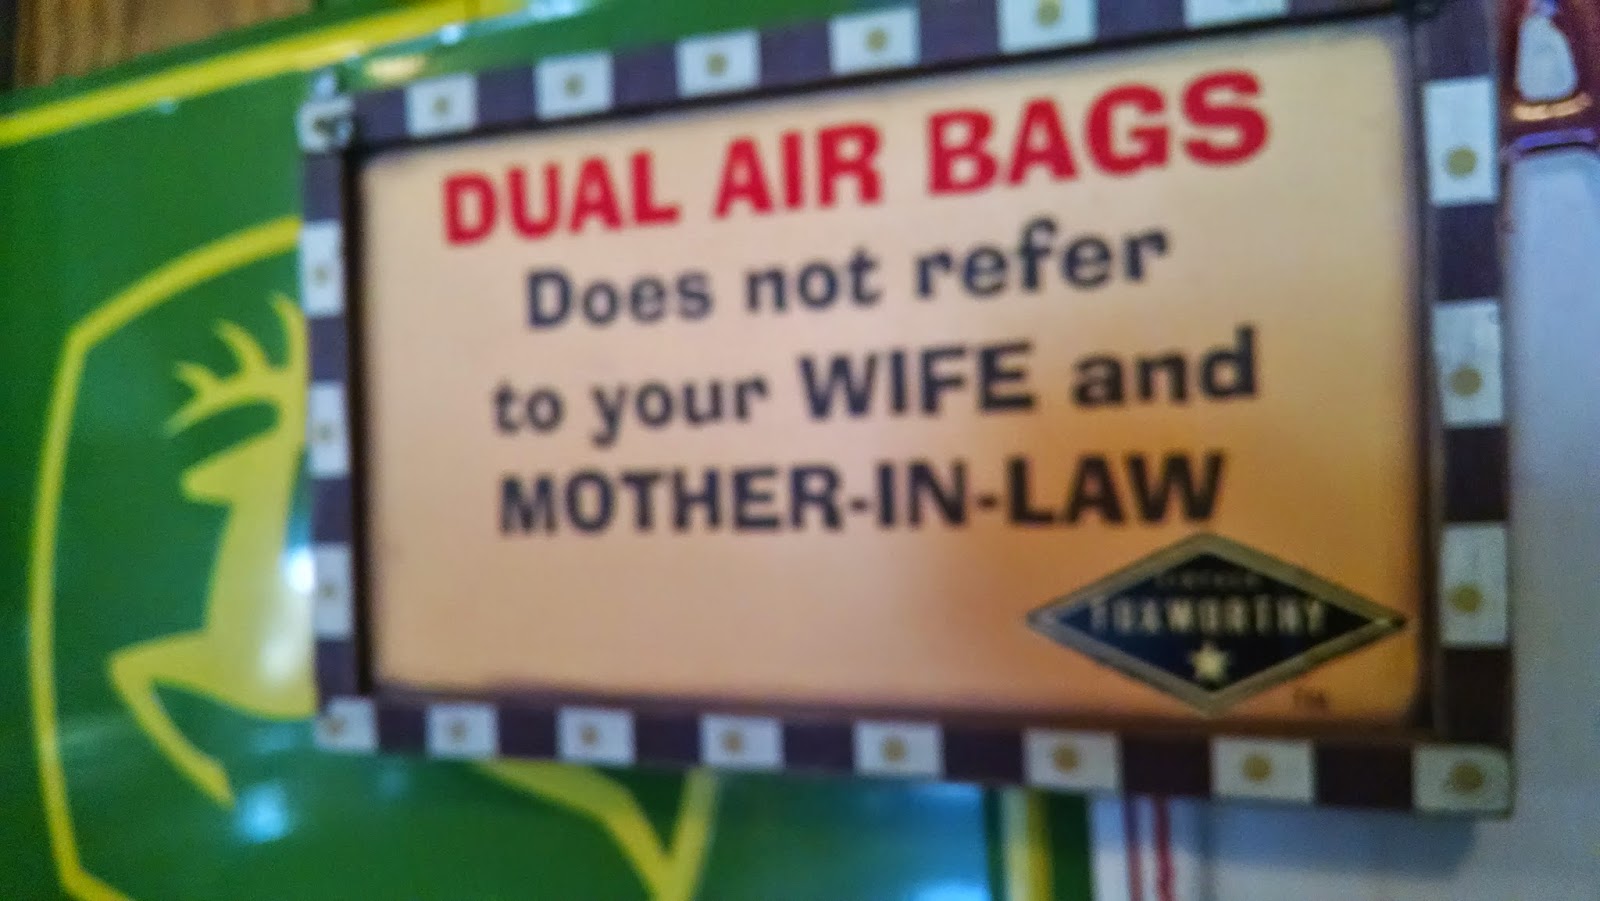 DUAL AIR BAGS
Does not refer
to your WIFE and
MOTHER-IN-LAW
FOXWORTHY